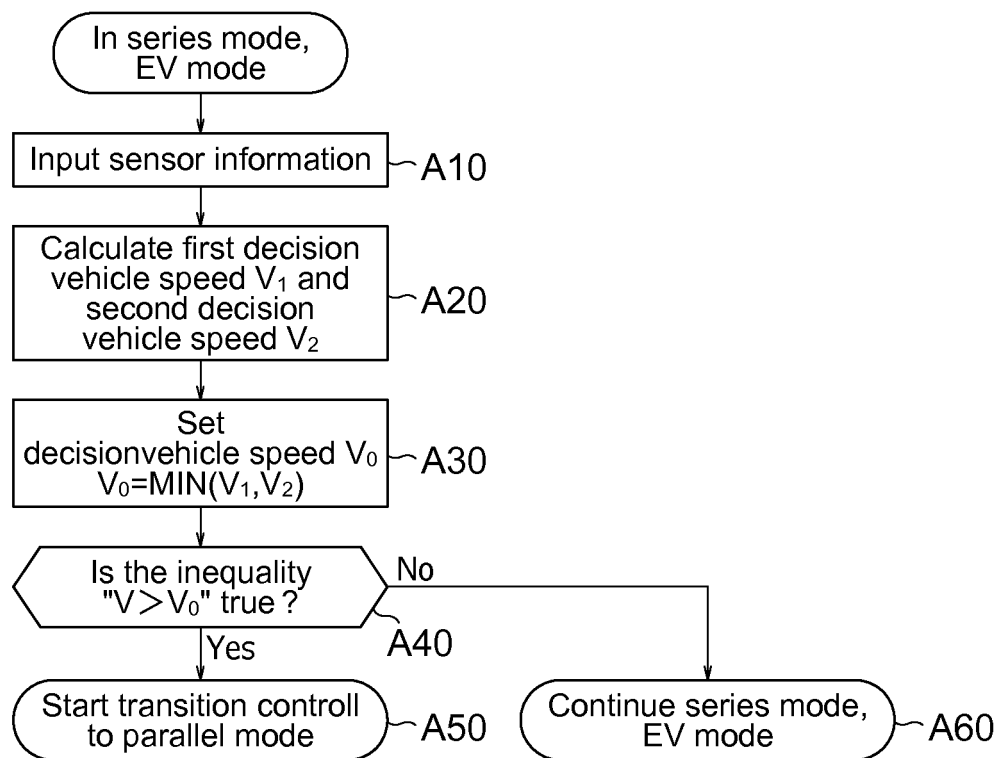 In series mode,
EV mode
Input sensor information
A10
Calculate first decision
vehicle speed V₁ and
second decision
vehicle speed V₂
A20
Set
decisionvehicle speed V₀
V₀=MIN(V₁,V₂)
A30
Is the inequality
"V＞V₀" true ?
No
A40
Yes
Start transition controll
to parallel mode
A50
Continue series mode,
EV mode
A60